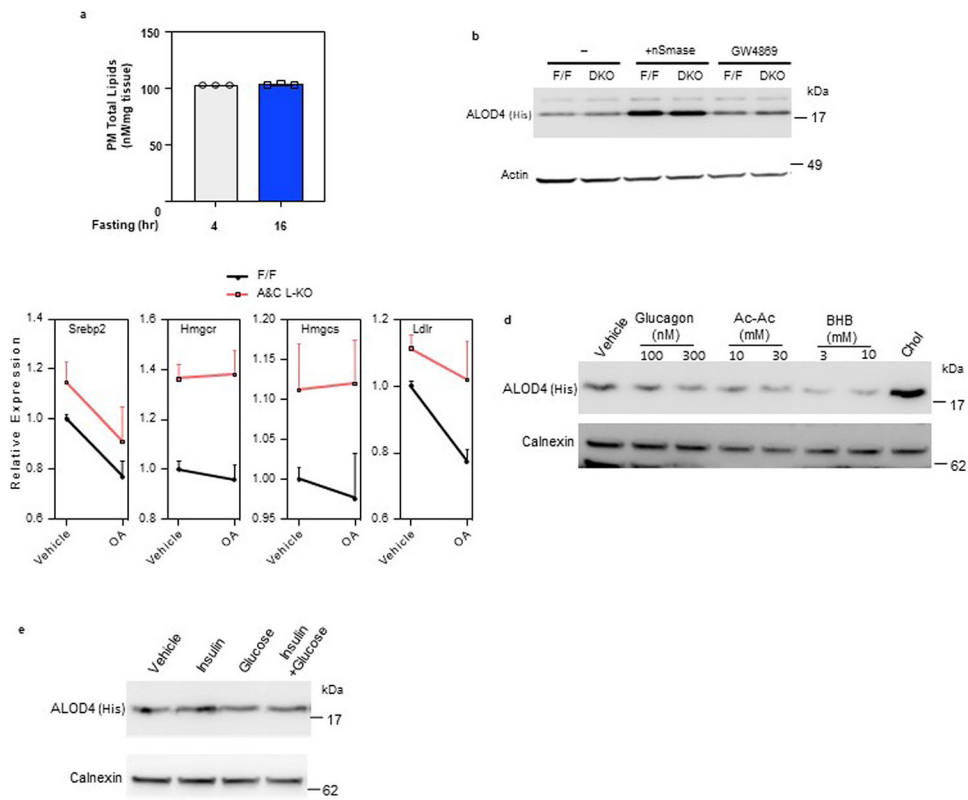 a
150
100
50
0
PM Total Lipids
(nM/mg tissue)
Fasting (hr)
4
16
b
–
+nSmase
GW4869
F/F
DKO
F/F
DKO
F/F
DKO
kDa
ALOD4 (His)
17
49
Actin
F/F
A&C L-KO
Relative Expression
1.4
1.2
1.0
0.8
0.6
Srebp2
Vehicle
OA
1.6
1.4
1.2
1.0
0.8
Hmgcr
Vehicle
OA
1.20
1.15
1.10
1.05
1.00
0.95
Hmgcs
Vehicle
OA
1.2
1.0
0.8
0.6
Ldlr
Vehicle
OA
d
Vehicle
Glucagon
(nM)
100
300
Ac-Ac
(mM)
10
30
BHB
(mM)
3
10
Chol
kDa
ALOD4 (His)
17
Calnexin
62
e
Vehicle
Insulin
Glucose
Insulin
+Glucose
kDa
ALOD4 (His)
17
Calnexin
62